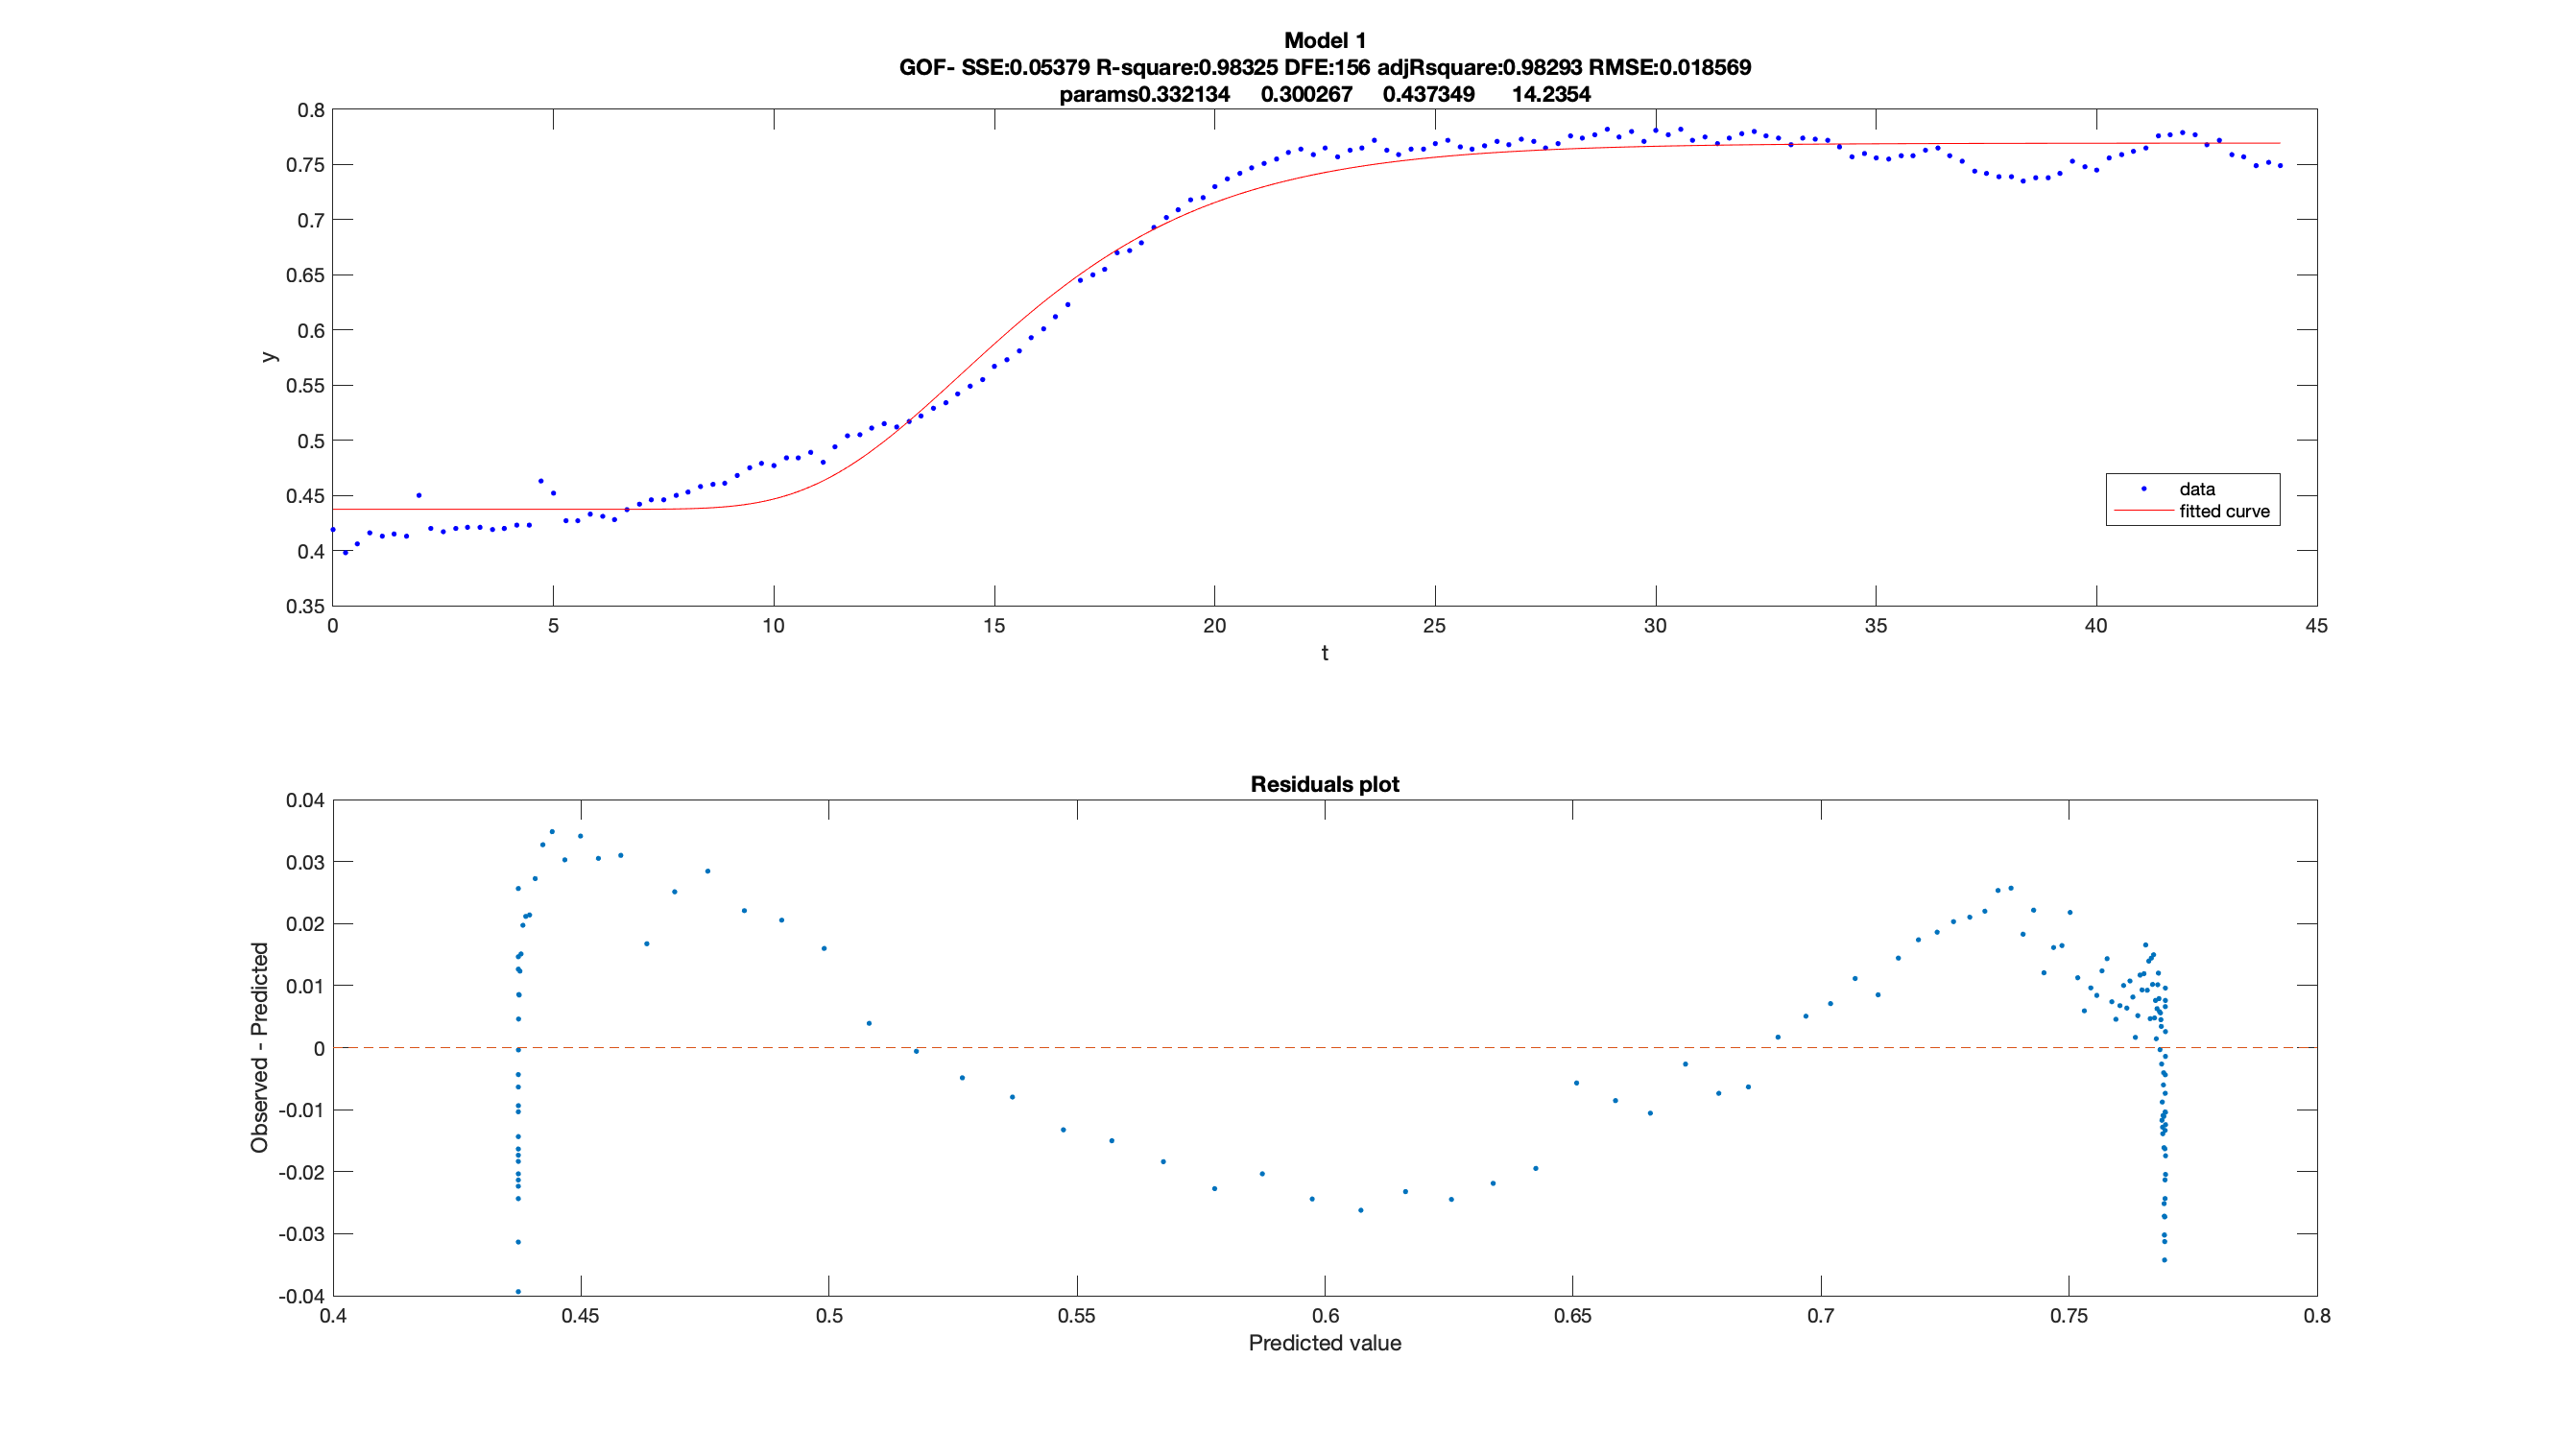 Model 1
GOF- SSE:0.05379 R-square:0.98325 DFE:156 adjRsquare:0.98293 RMSE:0.018569
params0.332134 0.300267 0.437349 14.2354
0.8
0.75
0.7
0.65
0.6
0.55
0.5
0.45
0.4
0.35
y
data
fitted curve
0 5 10 15 20 25 30 35 40 45
t
Residuals plot
0.04
0.03
0.02
0.01
0
-0.01
-0.02
-0.03
-0.04
Observed - Predicted
0.4 0.45 0.5 0.55 0.6 0.65 0.7 0.75 0.8
Predicted value